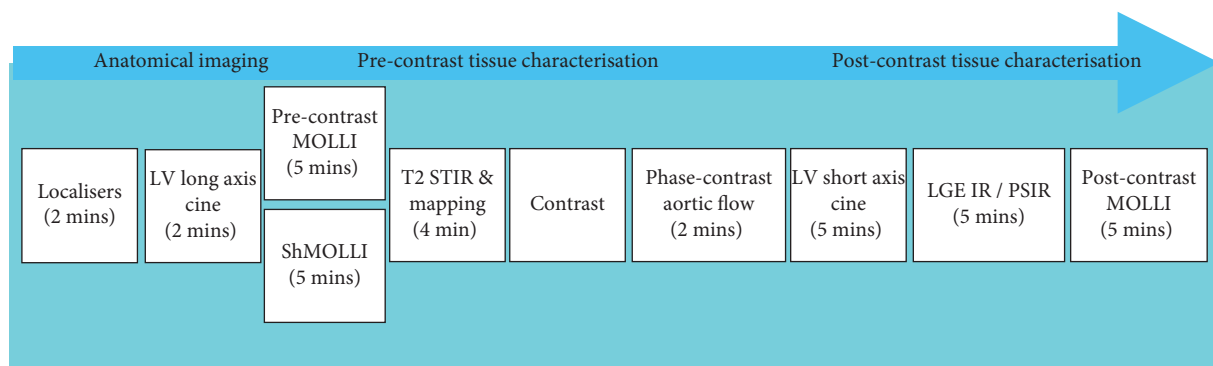 Anatomical imaging
Pre-contrast tissue characterisation
Post-contrast tissue characterisation
Localisers
(2 mins)
LV long axis
cine
(2 mins)
Pre-contrast
MOLLI
(5 mins)
ShMOLLI
(5 mins)
T2 STIR &
mapping
(4 min)
Contrast
Phase-contrast
aortic flow
(2 mins)
LV short axis
cine
(5 mins)
LGE IR / PSIR
(5 mins)
Post-contrast
MOLLI
(5 mins)